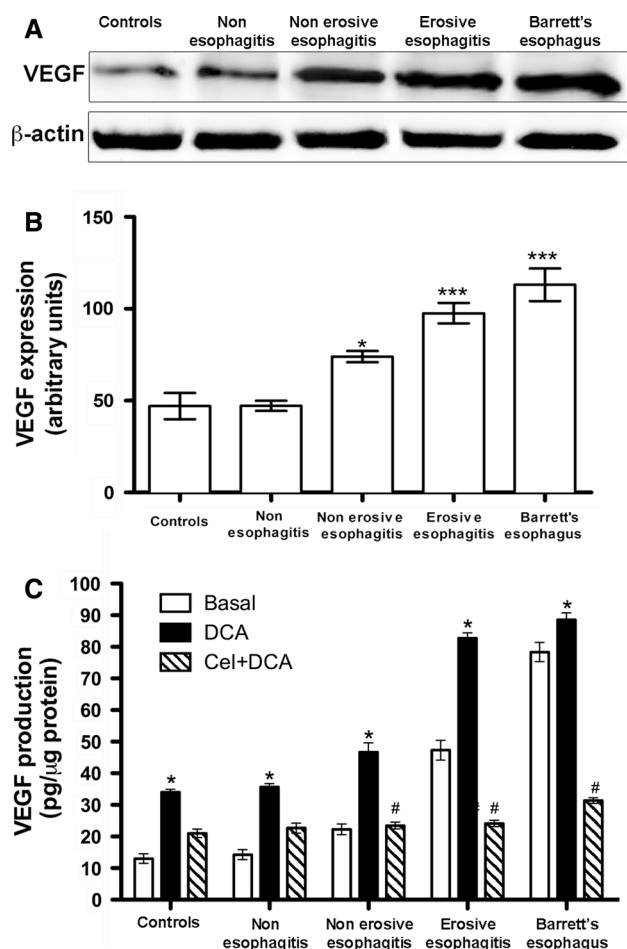 A
Controls
Non
esophagitis
Non erosive
esophagitis
Erosive
esophagitis
Barrett's
esophagus
VEGF
β-actin
B
VEGF expression
(arbitrary units)
150
100
50
0
*
***
***
Controls
Non
esophagitis
Non erosive
esophagitis
Erosive
esophagitis
Barrett's
esophagus
C
VEGF production
(pg/μg protein)
100
90
80
70
60
50
40
30
20
10
0
Basal
DCA
Cel+DCA
*
*
*
#
*
#
*
#
Controls
Non
esophagitis
Non erosive
esophagitis
Erosive
esophagitis
Barrett's
esophagus